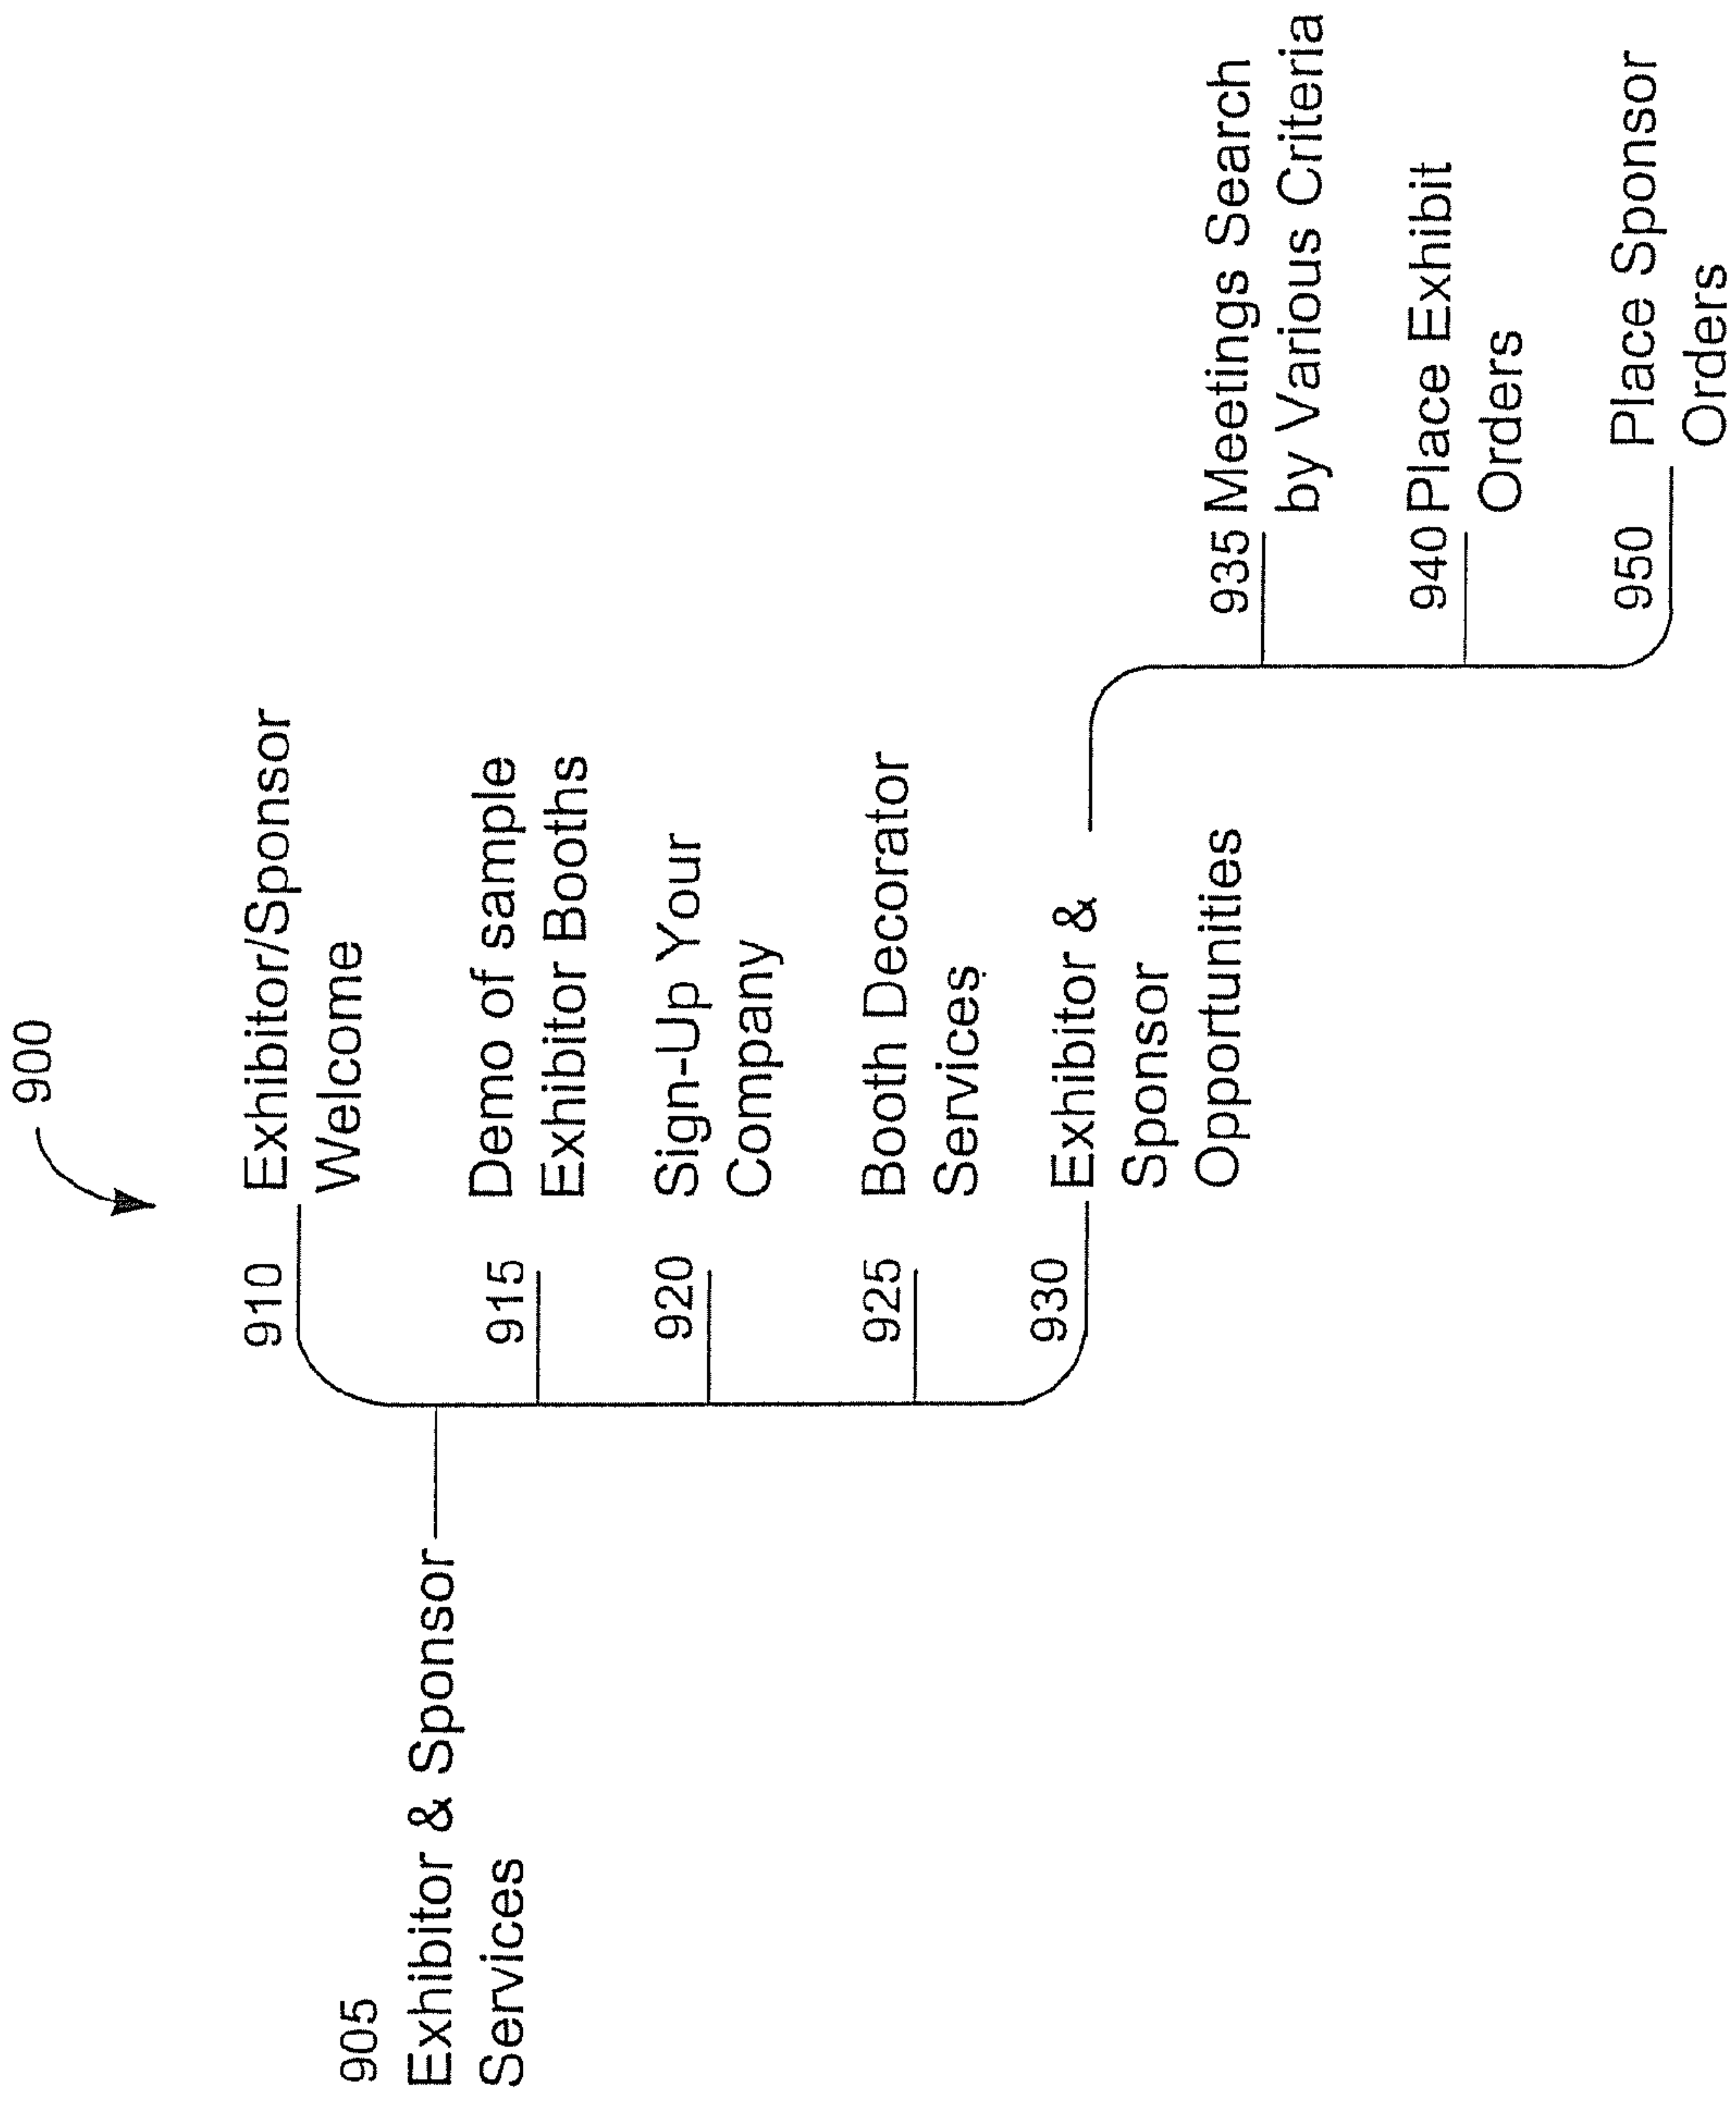 900
905
Exhibitor & Sponsor
Services
910
Exhibitor/Sponsor
Welcome
915
Demo of sample
Exhibitor Booths
920
Sign-Up Your
Company
925
Booth Decorator
Services
930
Exhibitor &
Sponsor
Opportunities
935 Meetings Search
by Various Criteria
940 Place Exhibit
Orders
950 Place Sponsor
Orders